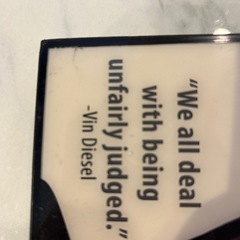 “We all deal
with being
unfairly judged.”
-Vin Diesel